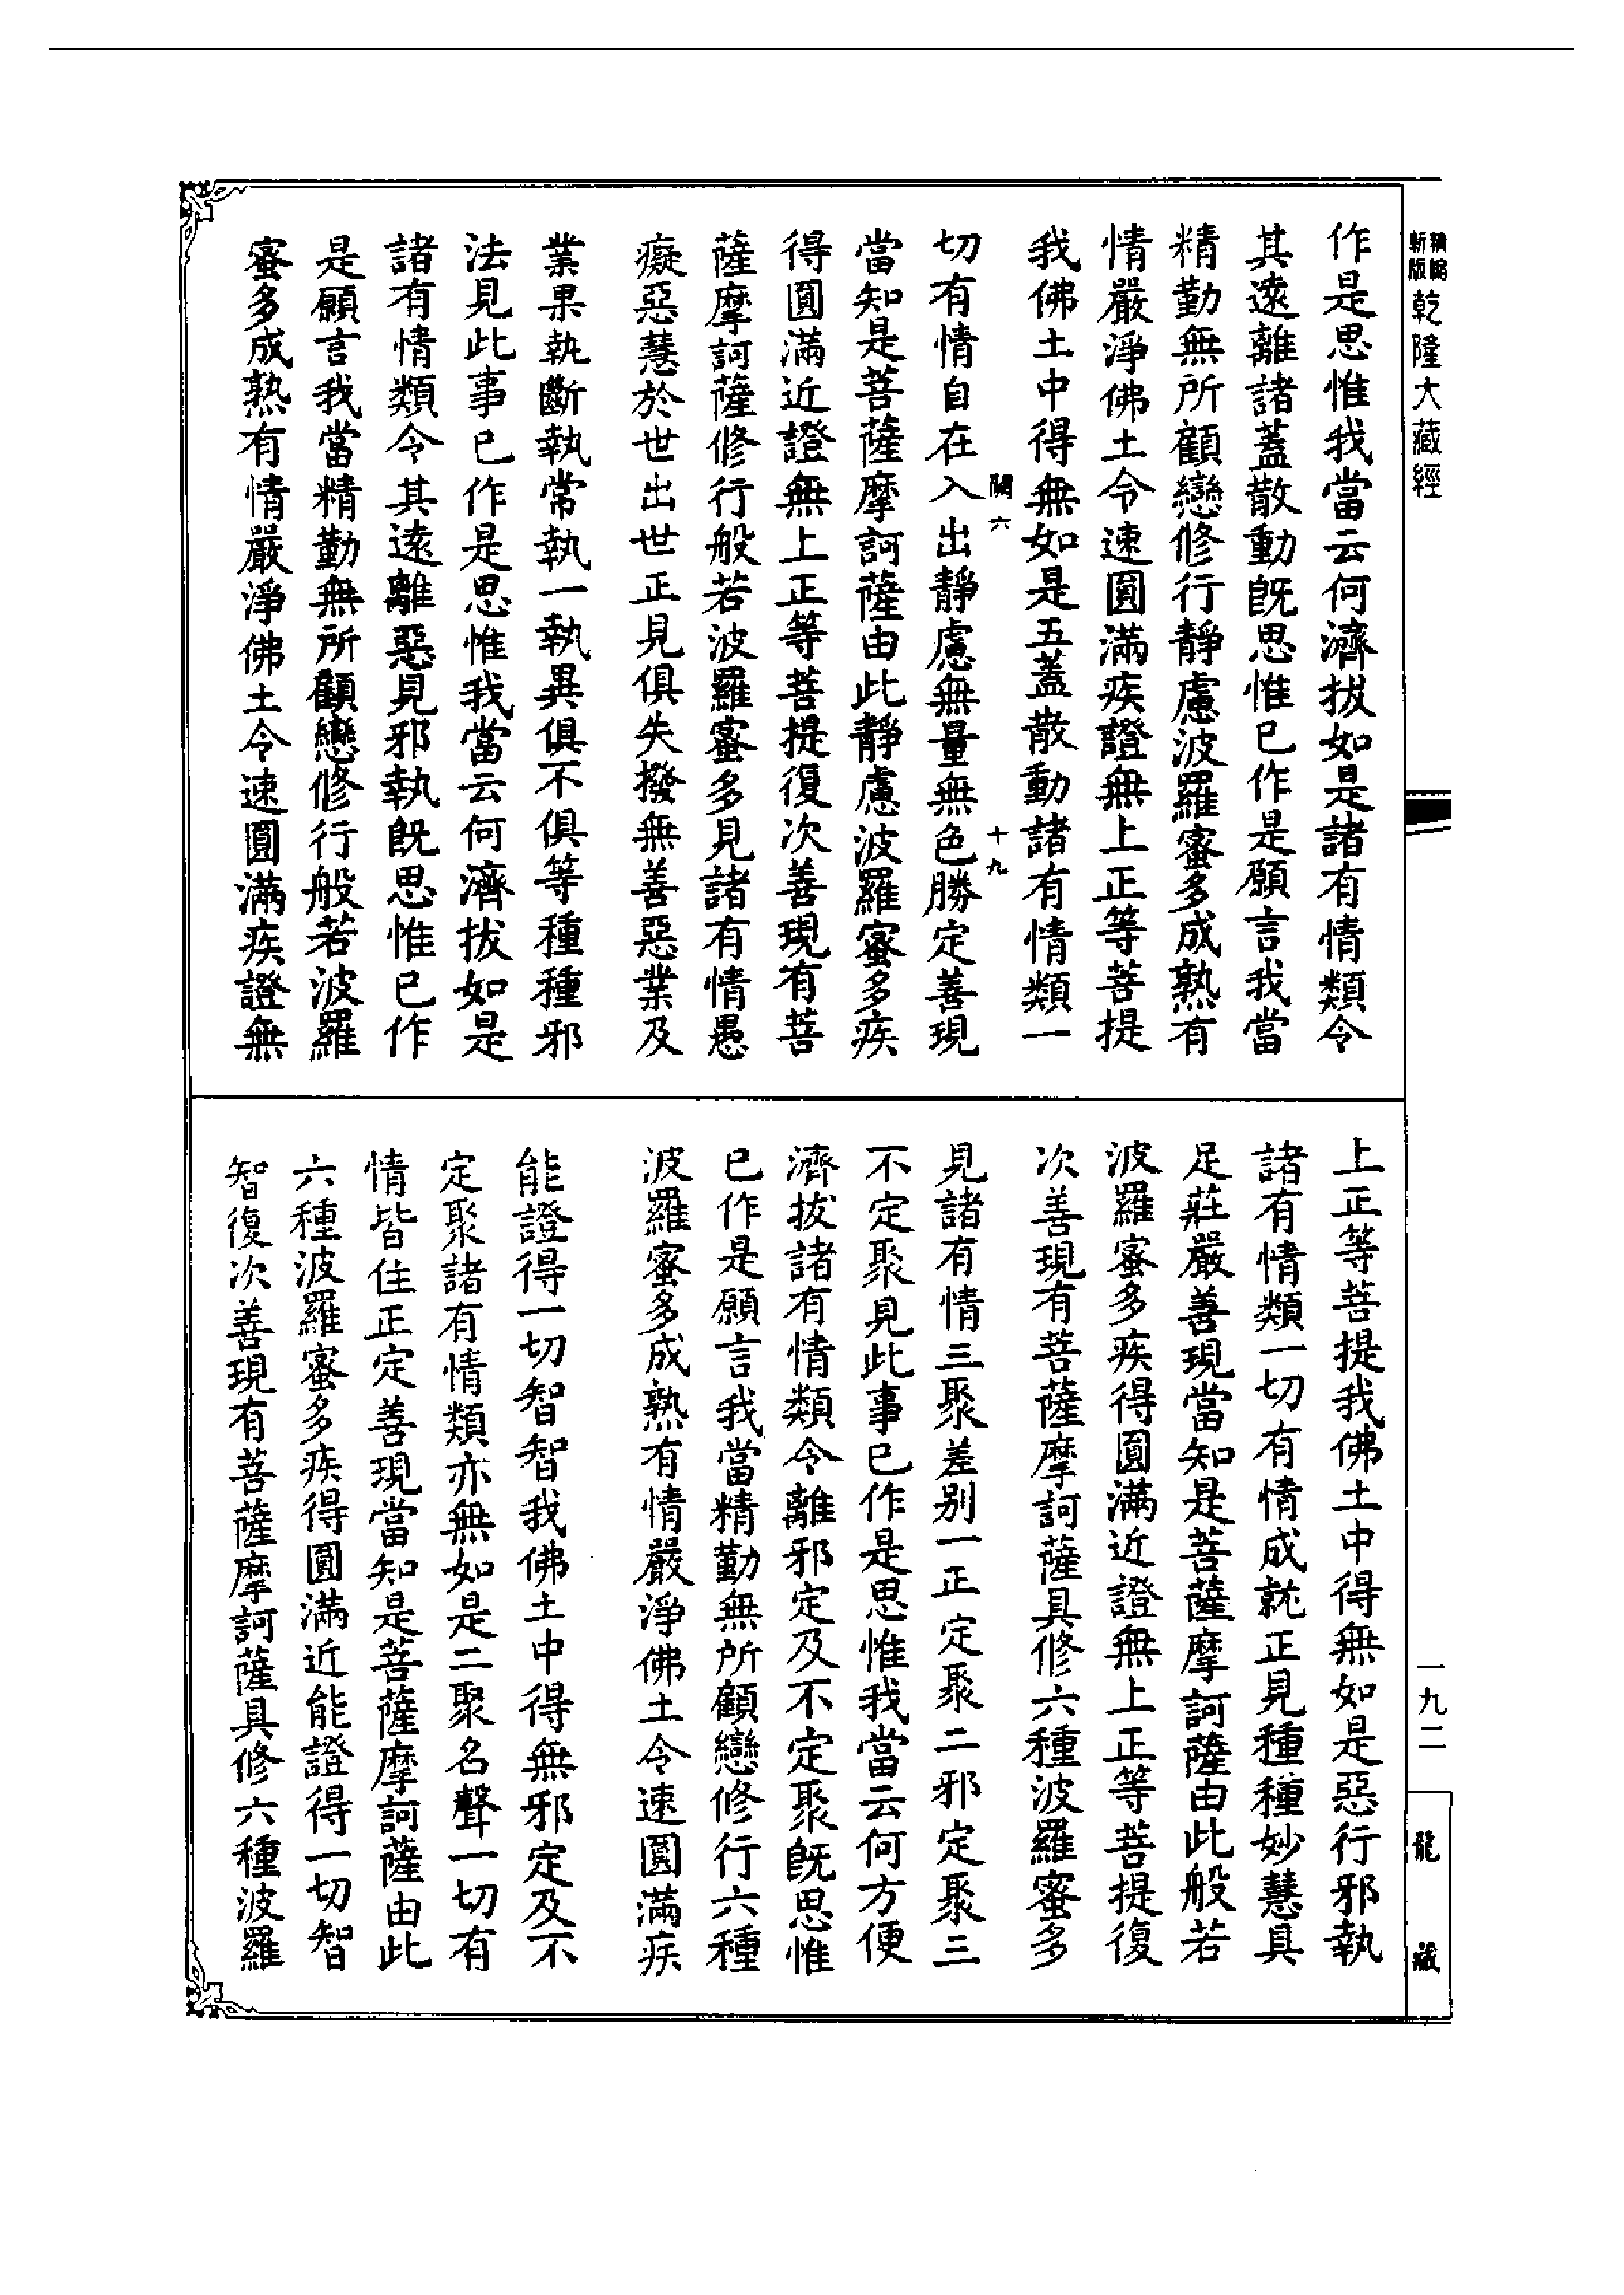 精縮新版乾隆大藏經
一九二
龍藏
作是思惟我當云何濟拔如是諸有情類令
其遠離諸蓋散動既思惟已作是願言我當
精勤無所顧戀修行靜慮波羅蜜多成熟有
情嚴淨佛土令速圓滿疾證無上正等菩提
我佛土中得無如是五蓋散動諸有情類一
闕六
十九
切有情自在入出靜慮無量無色勝定善現
當知是菩薩摩訶薩由此靜慮波羅蜜多疾
得圓滿近證無上正等菩提復次善現有菩
薩摩訶薩修行般若波羅蜜多見諸有情愚
癡惡慧於世出世正見俱失撥無善惡業及
業果執斷執常執一執異俱不俱等種種邪
法見此事已作是思惟我當云何濟拔如是
諸有情類令其遠離惡見邪執既思惟已作
是願言我當精勤無所顧戀修行般若波羅
蜜多成熟有情嚴淨佛土令速圓滿疾證無
上正等菩提我佛土中得無如是惡行邪執
諸有情類一切有情成就正見種種妙慧具
足莊嚴善現當知是菩薩摩訶薩由此般若
波羅蜜多疾得圓滿近證無上正等菩提復
次善現有菩薩摩訶薩具修六種波羅蜜多
見諸有情三聚差別一正定聚二邪定聚三
不定聚見此事已作是思惟我當云何方便
濟拔諸有情類令離邪定及不定聚既思惟
已作是願言我當精勤無所顧戀修行六種
波羅蜜多成熟有情嚴淨佛土令速圓滿疾
能證得一切智智我佛土中得無邪定及不
定聚諸有情類亦無如是二聚名聲一切有
情皆住正定善現當知是菩薩摩訶薩由此
六種波羅蜜多疾得圓滿近能證得一切智
智復次善現有菩薩摩訶薩具修六種波羅